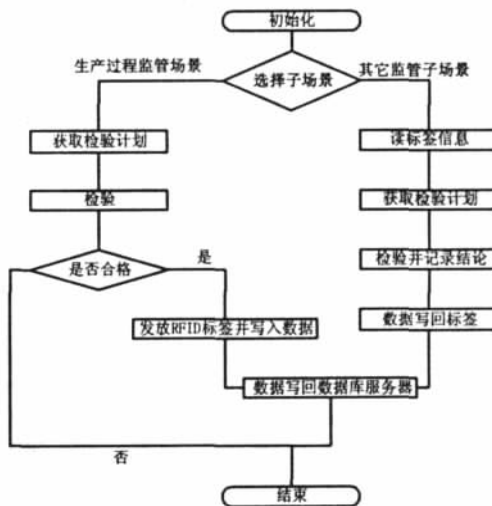 初始化
生产过程监管场景
选择子场景
其它监管子场景
获取检验计划
读标签信息
检验
获取检验计划
是否合格
是
检验并记录结论
发放RFID标签并写入数据
数据写回标签
数据写回数据库服务器
否
结束